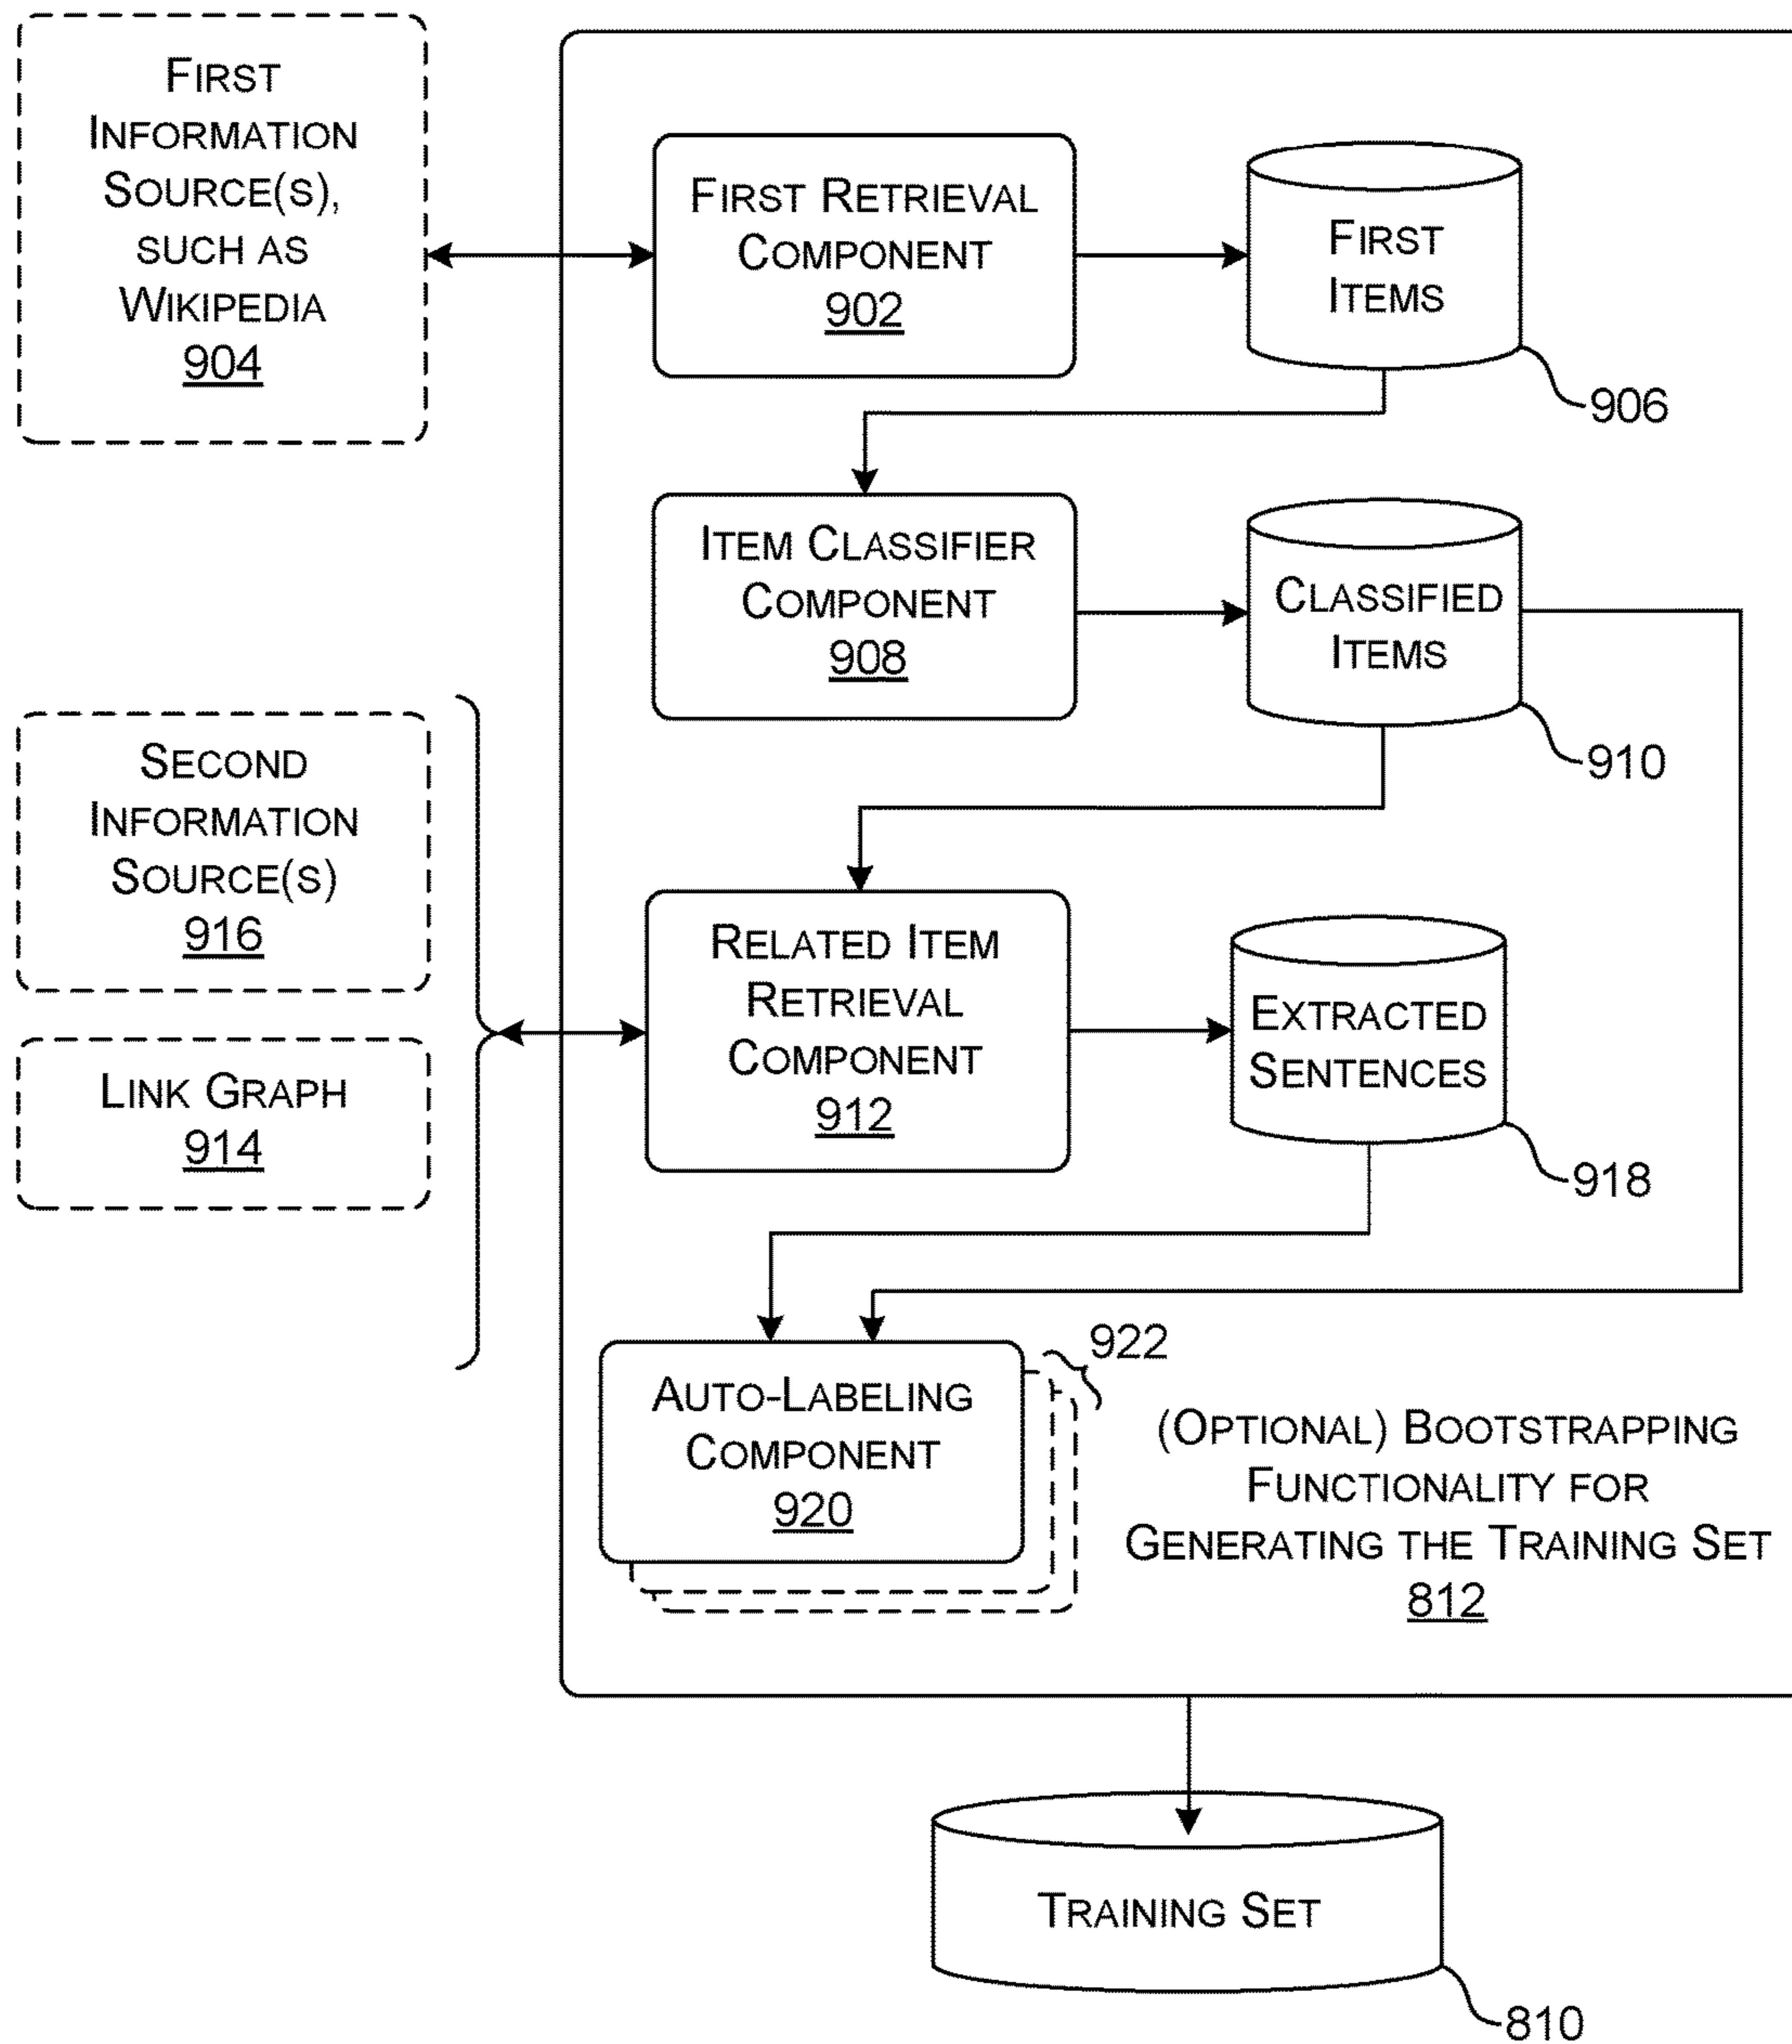 FIRST
INFORMATION
SOURCE(S),
SUCH AS
WIKIPEDIA
904
FIRST RETRIEVAL
COMPONENT
902
FIRST
ITEMS
906
ITEM CLASSIFIER
COMPONENT
908
CLASSIFIED
ITEMS
910
SECOND
INFORMATION
SOURCE(S)
916
LINK GRAPH
914
RELATED ITEM
RETRIEVAL
COMPONENT
912
EXTRACTED
SENTENCES
918
AUTO-LABELING
COMPONENT
920
922
(OPTIONAL) BOOTSTRAPPING
FUNCTIONALITY FOR
GENERATING THE TRAINING SET
812
TRAINING SET
810